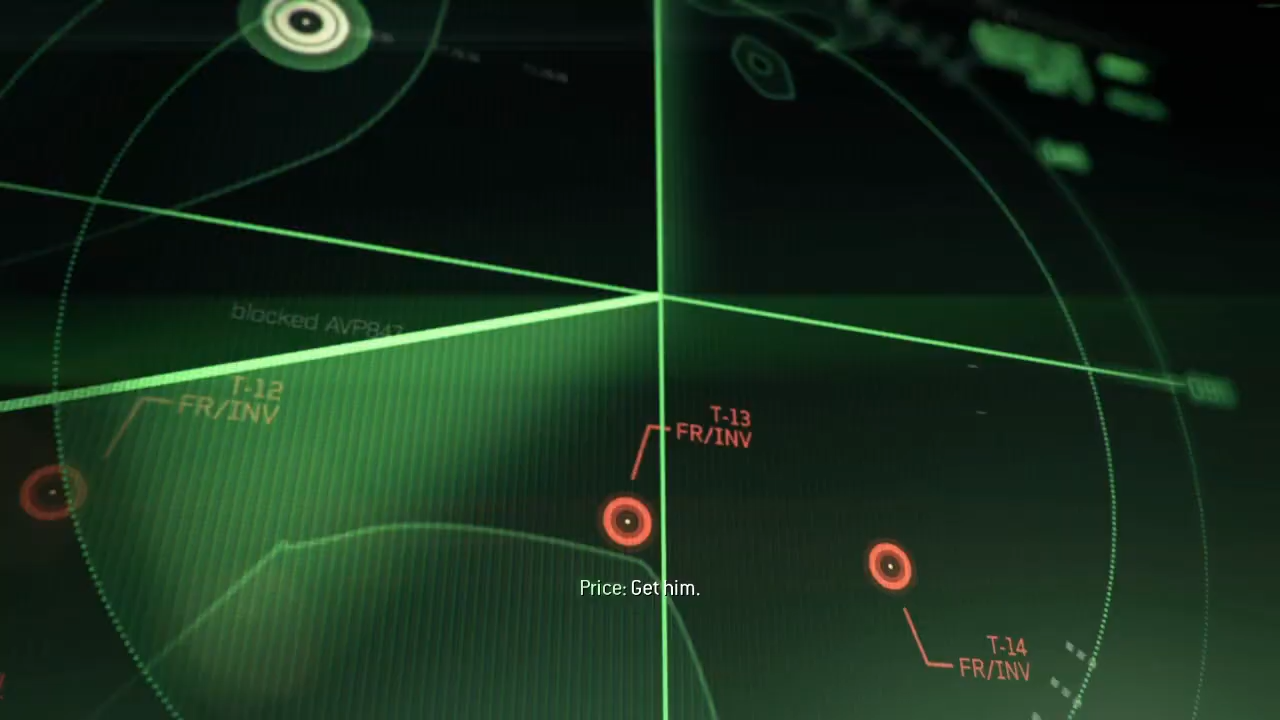 blocked AVP847
T-12
FR/INV
T-13
FR/INV
Price: Get him.
T-14
FR/INV